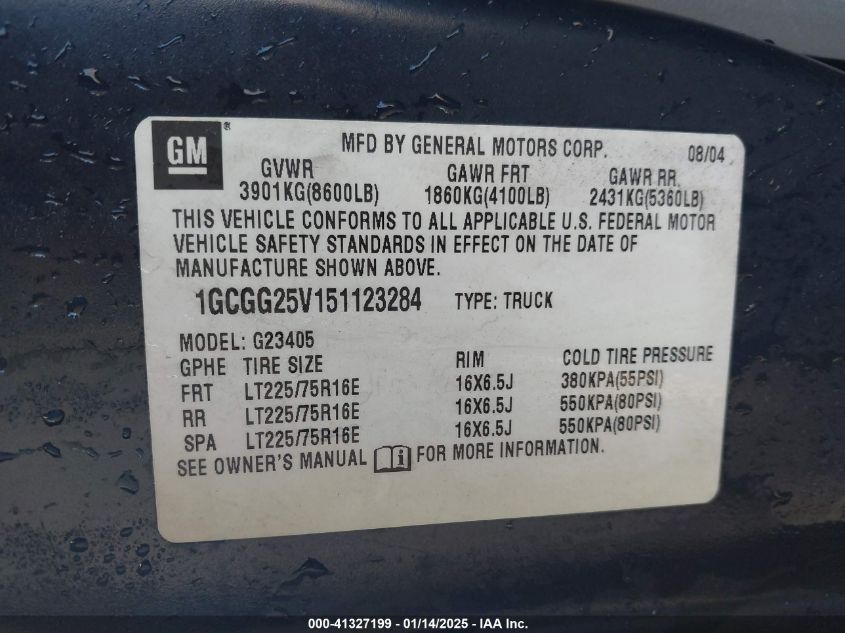 GM®
MFD BY GENERAL MOTORS CORP. 08/04
GVWR GAWR FRT GAWR RR.
3901KG(8600LB) 1860KG(4100LB) 2431KG(5360LB)
THIS VEHICLE CONFORMS TO ALL APPLICABLE U.S. FEDERAL MOTOR
VEHICLE SAFETY STANDARDS IN EFFECT ON THE DATE OF
MANUFACTURE SHOWN ABOVE.
1GCGG25V151123284 TYPE: TRUCK
MODEL: G23405
GPHE TIRE SIZE RIM COLD TIRE PRESSURE
FRT LT225/75R16E 16X6.5J 380KPA(55PSI)
RR LT225/75R16E 16X6.5J 550KPA(80PSI)
SPA LT225/75R16E 16X6.5J 550KPA(80PSI)
SEE OWNER'S MANUAL i FOR MORE INFORMATION.
000-41327199 — 01/14/2025 — IAA Inc.